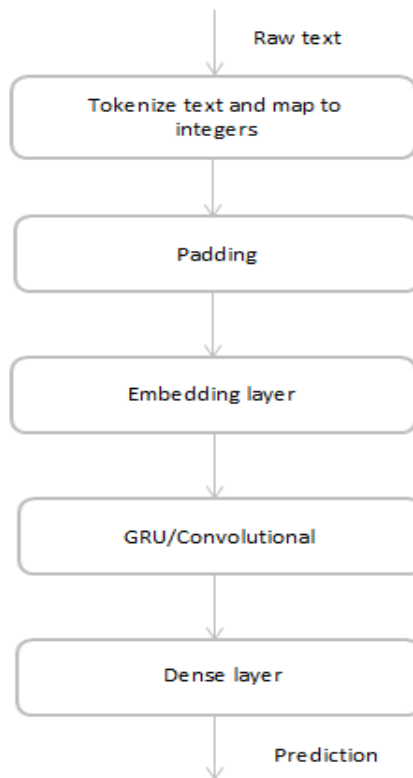 Raw text
Tokenize text and map to
integers
Padding
Embedding layer
GRU/Convolutional
Dense layer
Prediction